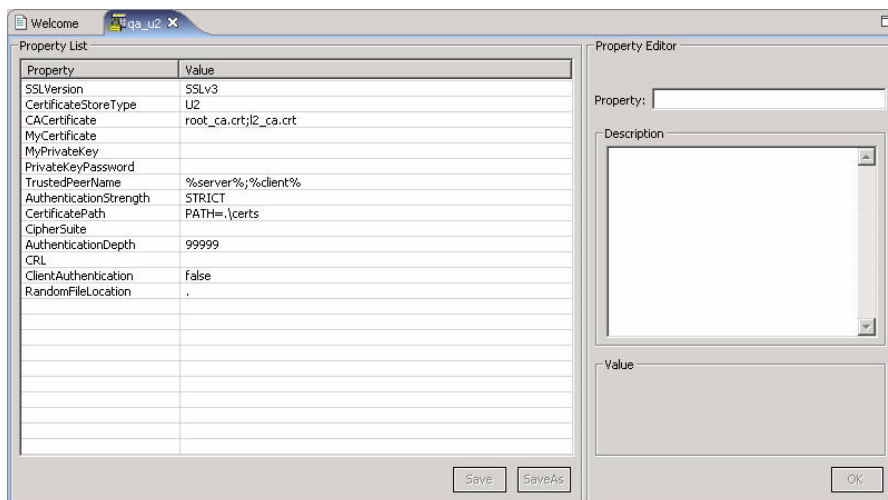 Welcome
qa_u2
Property List
Property Value
SSLVersion SSLv3
CertificateStoreType U2
CACertificate root_ca.crt;l2_ca.crt
MyCertificate
MyPrivateKey
PrivateKeyPassword
TrustedPeerName %server%;%client%
AuthenticationStrength STRICT
CertificatePath PATH=.\certs
CipherSuite
AuthenticationDepth 99999
CRL
ClientAuthentication false
RandomFileLocation .
Save SaveAs
Property Editor
Property:
Description
Value
OK